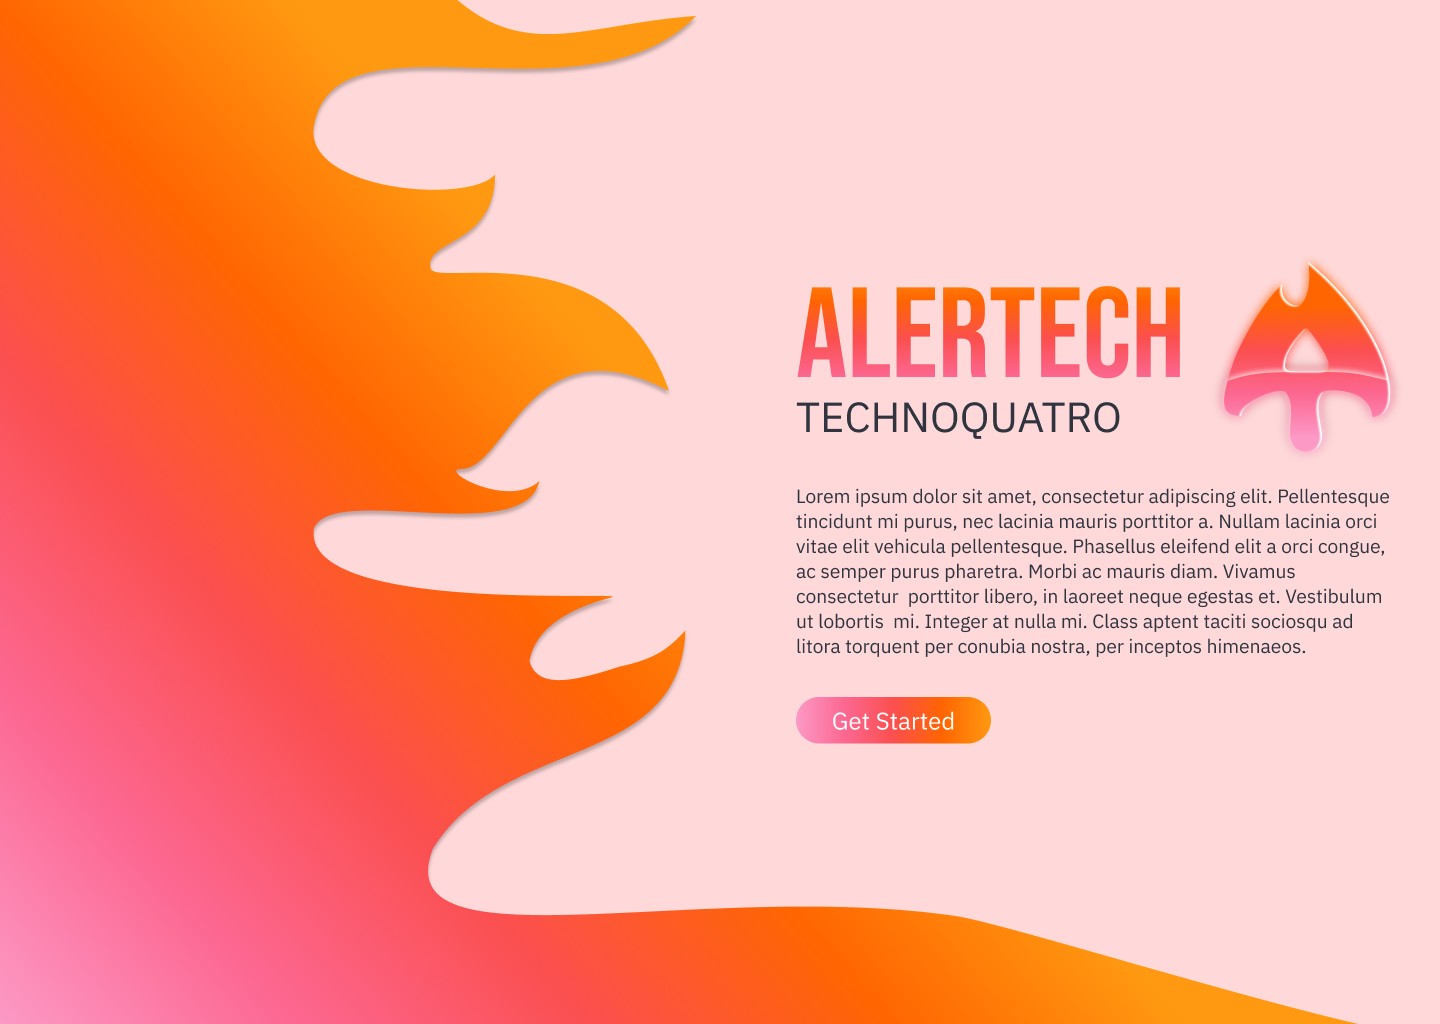 ALERTECH
TECHNOQUATRO
Lorem ipsum dolor sit amet, consectetur adipiscing elit. Pellentesque
tincidunt mi purus, nec lacinia mauris porttitor a. Nullam lacinia orci
vitae elit vehicula pellentesque. Phasellus eleifend elit a orci congue,
ac semper purus pharetra. Morbi ac mauris diam. Vivamus
consectetur  porttitor libero, in laoreet neque egestas et. Vestibulum
ut lobortis  mi. Integer at nulla mi. Class aptent taciti sociosqu ad
litora torquent per conubia nostra, per inceptos himenaeos.
Get Started